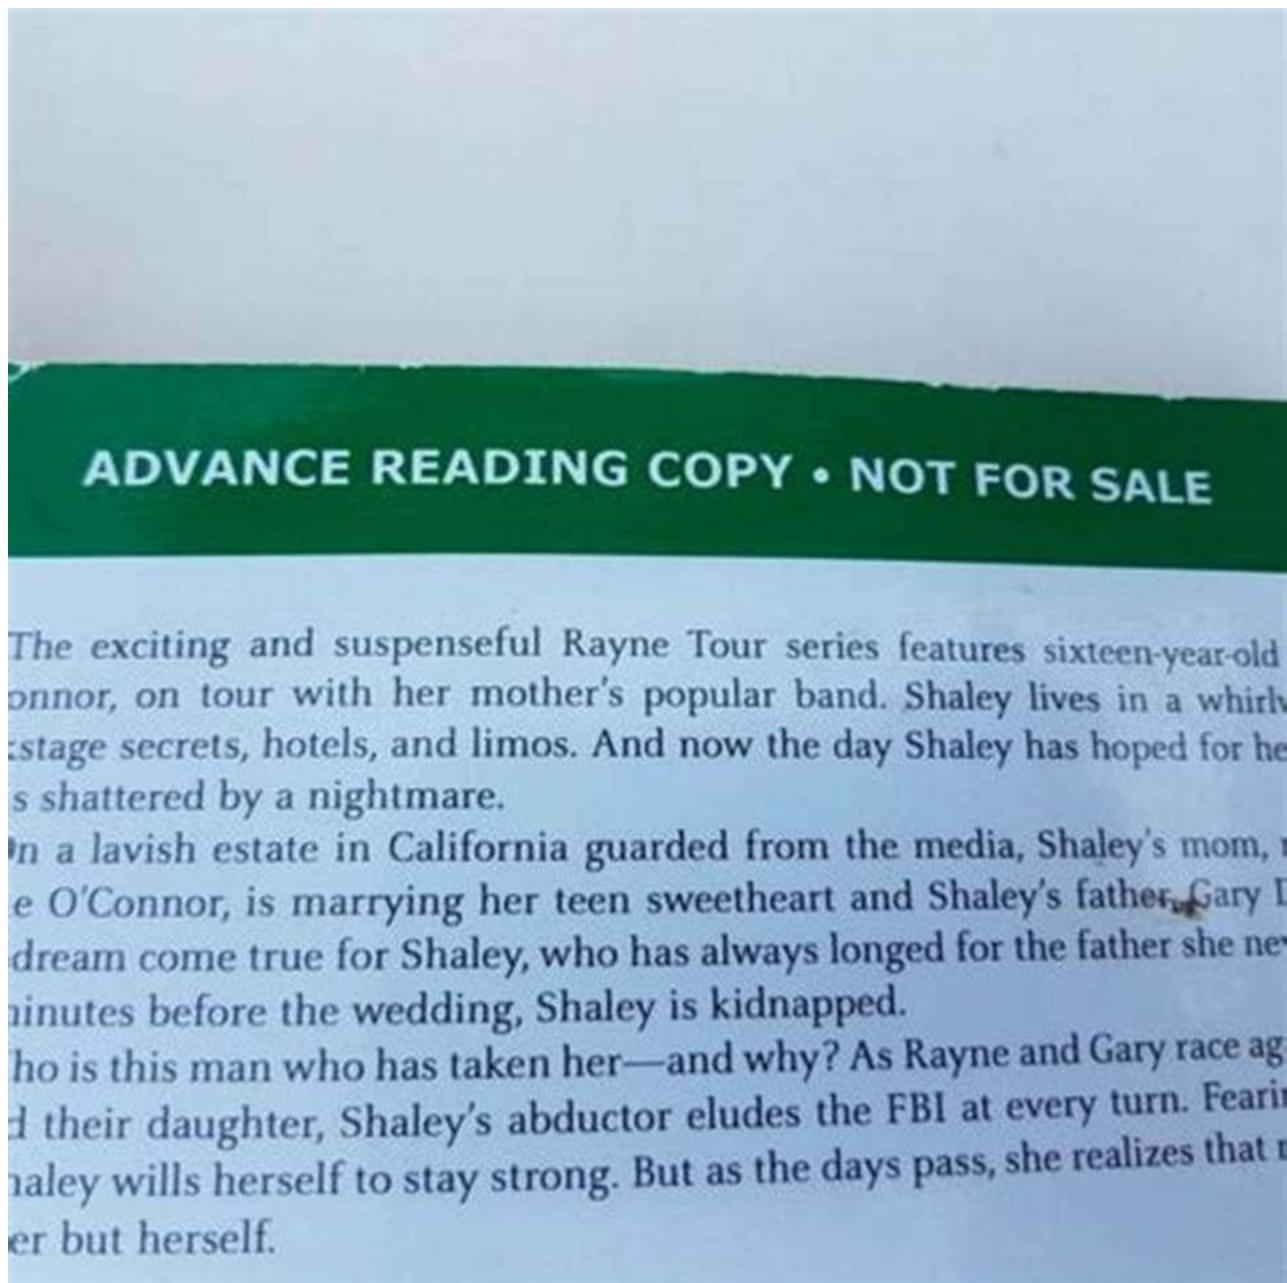 ADVANCE READING COPY • NOT FOR SALE
The exciting and suspenseful Rayne Tour series features sixteen-year-old
onnor, on tour with her mother's popular band. Shaley lives in a
stage secrets, hotels, and limos. And now the day Shaley has hoped for
shattered by a nightmare.
On a lavish estate in California guarded from the media, Shaley's mom,
O'Connor, is marrying her teen sweetheart and Shaley's father, Gary
dream come true for Shaley, who has always longed for the father she
minutes before the wedding, Shaley is kidnapped.
ho is this man who has taken her—and why? As Rayne and Gary race
their daughter, Shaley's abductor eludes the FBI at every turn.
haley wills herself to stay strong. But as the days pass, she realizes that
er but herself.